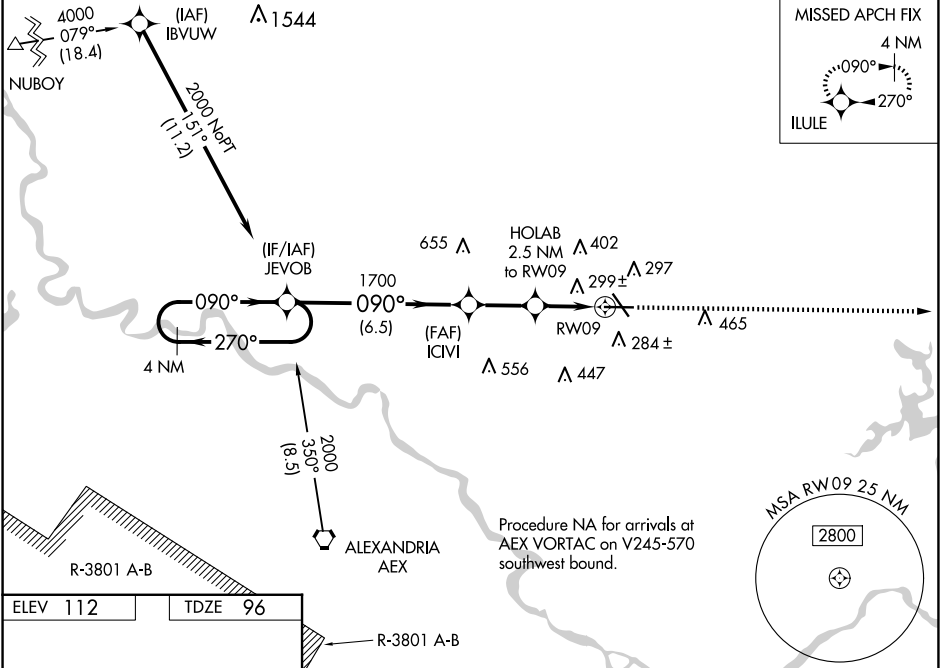 4000
079°
(18.4)
NUBOY
(IAF)
IBVUW
1544
MISSED APCH FIX
4 NM
090°
270°
ILULE
2000 NoPT
151°
(11.2)
(IF/IAF)
JEVOB
655
HOLAB
2.5 NM
to RW09
402
299±
297
090°
1700
090°
(6.5)
(FAF)
ICIVI
RW09
465
270°
4 NM
284±
556
447
2000
350°
(8.5)
ALEXANDRIA
AEX
Procedure NA for arrivals at
AEX VORTAC on V245-570
southwest bound.
MSA RW09 25 NM
2800
R-3801 A-B
ELEV 112
TDZE 96
R-3801 A-B